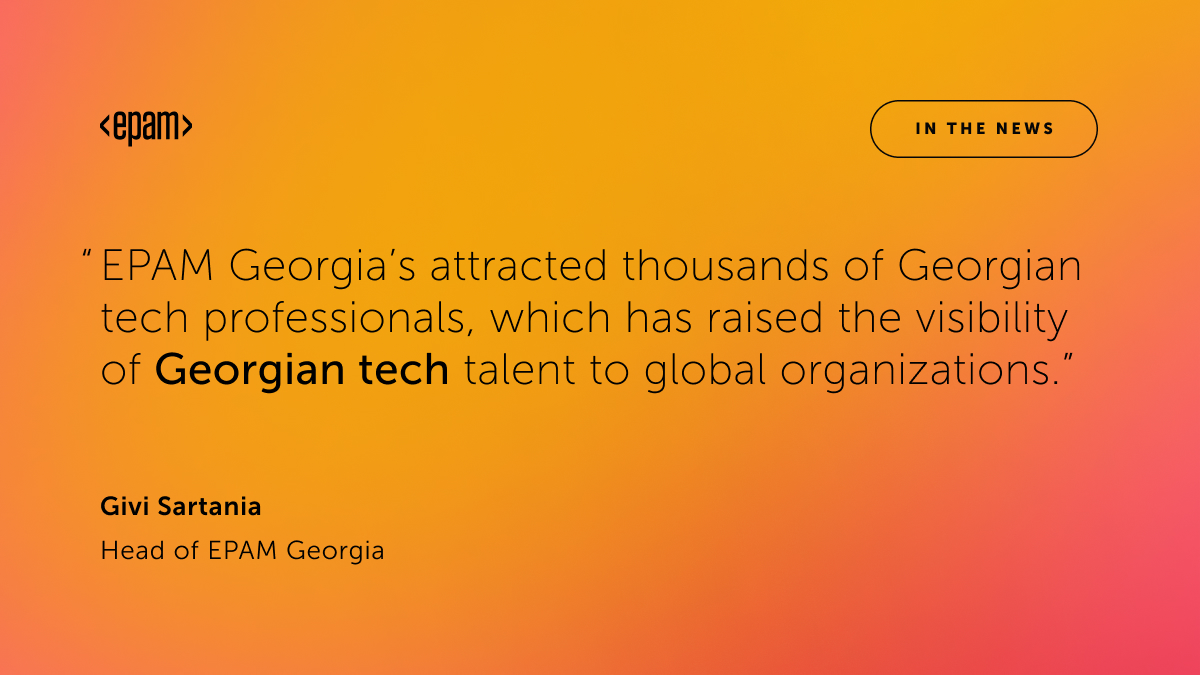 <epam>
IN THE NEWS
“EPAM Georgia’s attracted thousands of Georgian
tech professionals, which has raised the visibility
of Georgian tech talent to global organizations.”
Givi Sartania
Head of EPAM Georgia